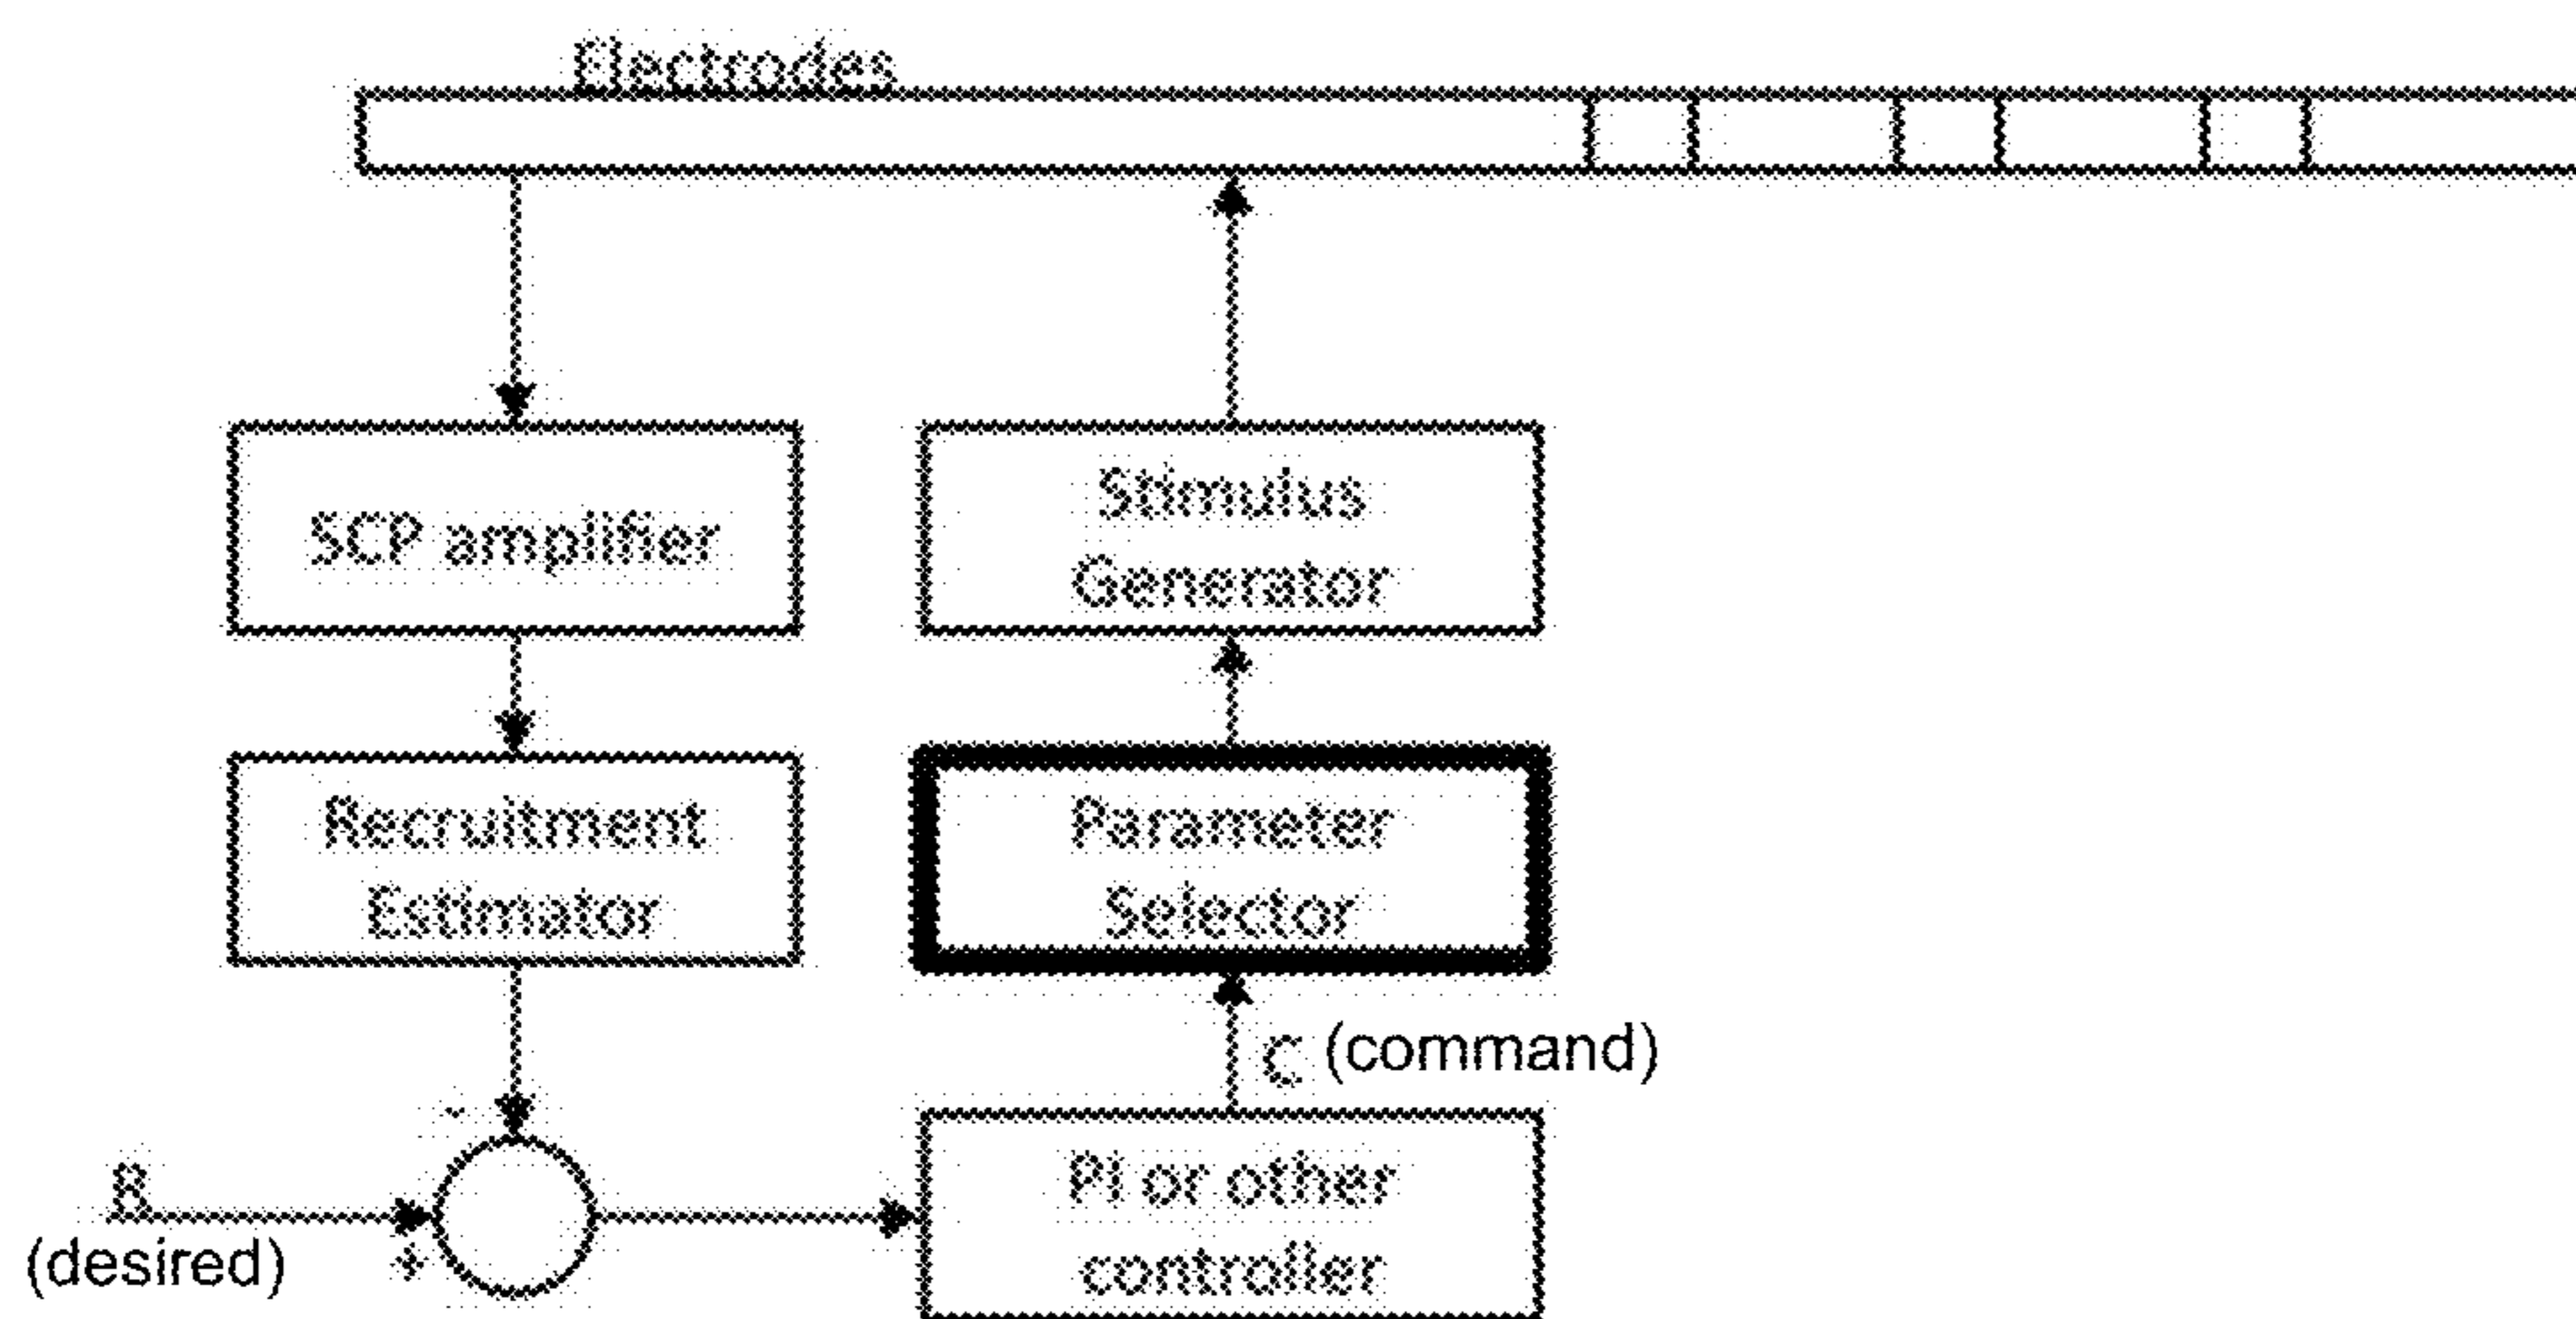 Electrodes
SCP amplifier
Stimulus
Generator
Recruitment
Estimator
Parameter
Selector
C (command)
-
R
(desired)
+
PI or other
controller